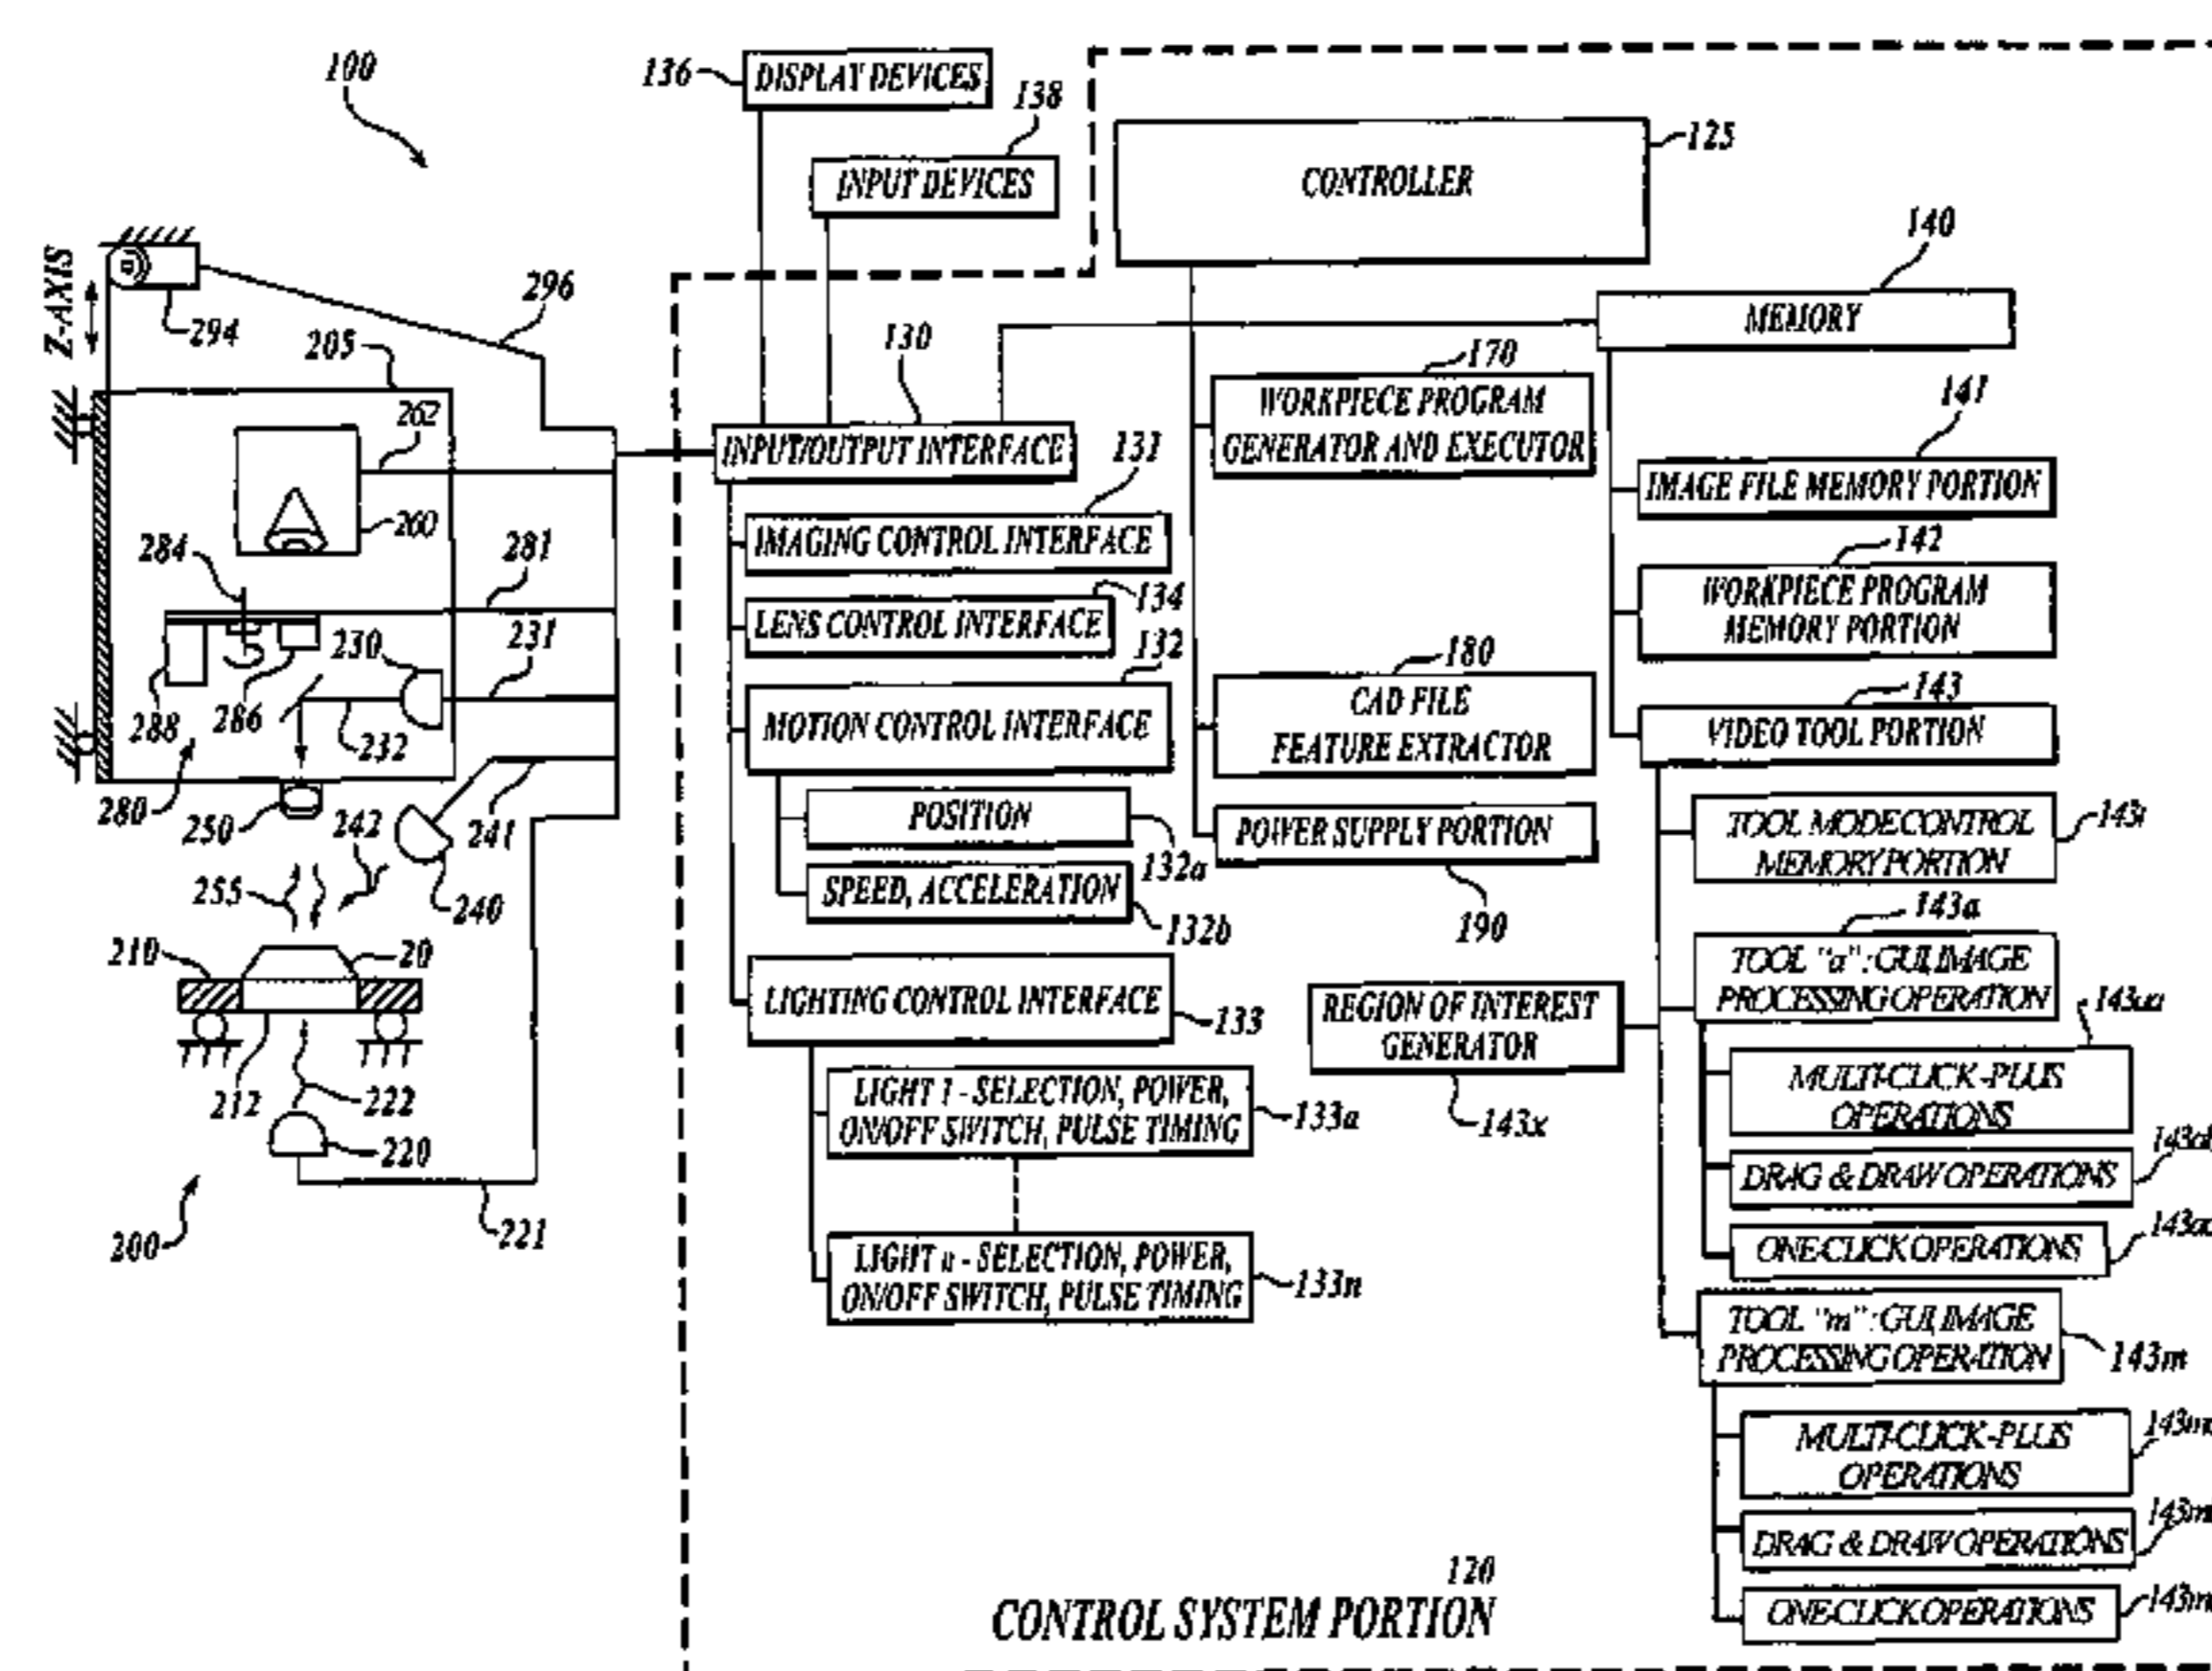 100
136
DISPLAY DEVICES
138
INPUT DEVICES
125
CONTROLLER
140
MEMORY
Z-AXIS
294
296
205
262
260
284
281
231
230
288
286
232
280
250
242
241
255
240
210
20
212
222
220
200
221
130
INPUT/OUTPUT INTERFACE
131
IMAGING CONTROL INTERFACE
134
LENS CONTROL INTERFACE
132
MOTION CONTROL INTERFACE
POSITION
132a
SPEED, ACCELERATION
132b
LIGHTING CONTROL INTERFACE
133
LIGHT 1 - SELECTION, POWER,
ON/OFF SWITCH, PULSE TIMING
133a
LIGHT n - SELECTION, POWER,
ON/OFF SWITCH, PULSE TIMING
133n
170
WORKPIECE PROGRAM
GENERATOR AND EXECUTOR
180
CAD FILE
FEATURE EXTRACTOR
POWER SUPPLY PORTION
190
REGION OF INTEREST
GENERATOR
143x
141
IMAGE FILE MEMORY PORTION
142
WORKPIECE PROGRAM
MEMORY PORTION
143
VIDEO TOOL PORTION
TOOL MODE CONTROL
MEMORY PORTION
143a
TOOL "a": GUI, IMAGE
PROCESSING OPERATION
143aa
MULTI-CLICK-PLUS
OPERATIONS
DRAG & DRAW OPERATIONS
ONE-CLICK OPERATIONS
TOOL "m": GUI, IMAGE
PROCESSING OPERATION
143m
MULTI-CLICK-PLUS
OPERATIONS
DRAG & DRAW OPERATIONS
ONE-CLICK OPERATIONS
120
CONTROL SYSTEM PORTION